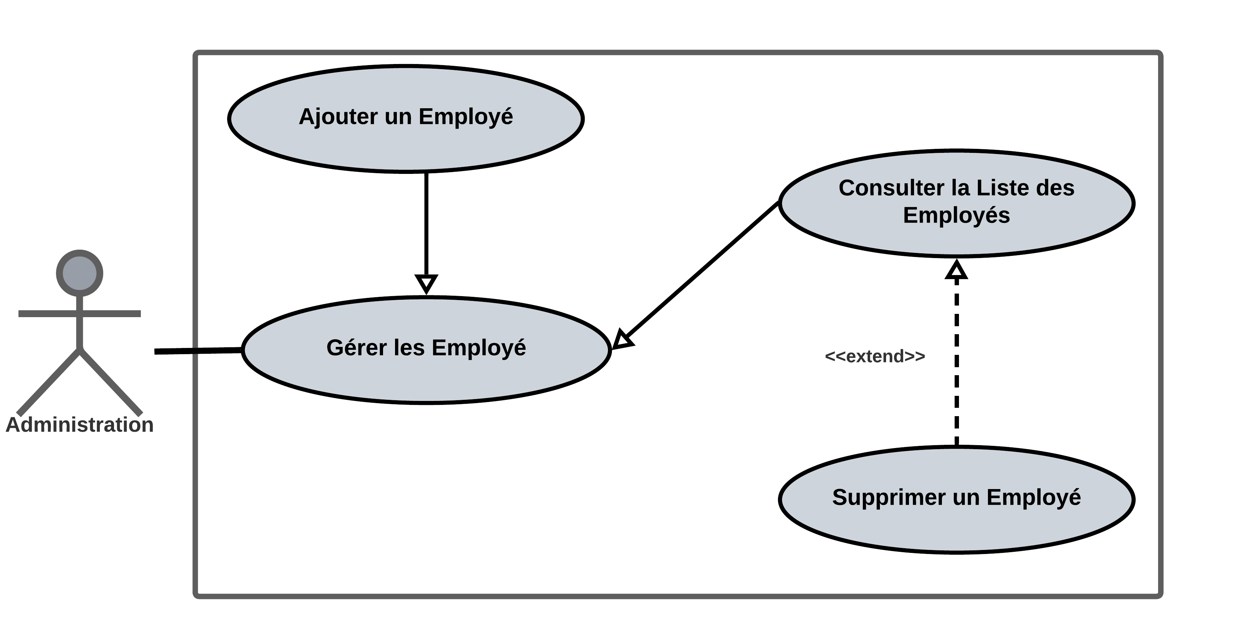 Ajouter un Employé
Consulter la Liste des
Employés
Gérer les Employé
<<extend>>
Administration
Supprimer un Employé